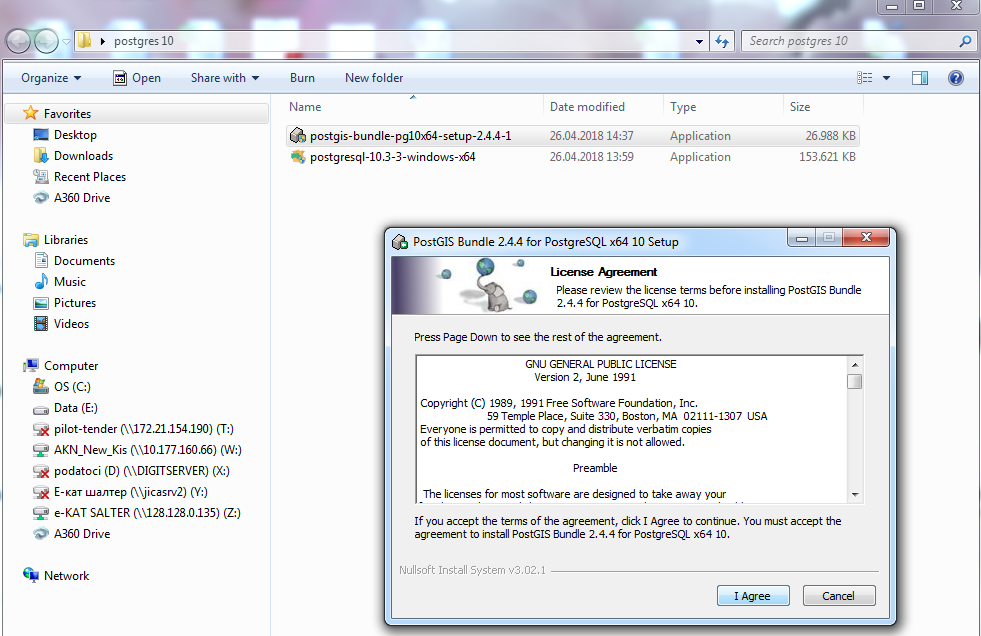 postgres 10
Search postgres 10
Organize
Open
Share with
Burn
New folder
Name
Date modified
Type
Size
Favorites
Desktop
Downloads
Recent Places
A360 Drive
Libraries
Documents
Music
Pictures
Videos
Computer
OS (C:)
Data (E:)
pilot-tender (\\172.21.154.190) (T:)
AKN_New_Kis (\\10.177.160.66) (W:)
podatoci (D) (\\DIGITSERVER) (X:)
Е-кат шалтер (\\jicasrv2) (Y:)
e-KAT SALTER (\\128.128.0.135) (Z:)
A360 Drive
Network
postgis-bundle-pg10x64-setup-2.4.4-1 26.04.2018 14:37 Application 26.988 KB
postgresql-10.3-3-windows-x64 26.04.2018 13:59 Application 153.621 KB
PostGIS Bundle 2.4.4 for PostgreSQL x64 10 Setup
License Agreement
Please review the license terms before installing PostGIS Bundle
2.4.4 for PostgreSQL x64 10.
Press Page Down to see the rest of the agreement.
GNU GENERAL PUBLIC LICENSE
Version 2, June 1991
Copyright (C) 1989, 1991 Free Software Foundation, Inc.
59 Temple Place, Suite 330, Boston, MA 02111-1307 USA
Everyone is permitted to copy and distribute verbatim copies
of this license document, but changing it is not allowed.
Preamble
The licenses for most software are designed to take away your
If you accept the terms of the agreement, click I Agree to continue. You must accept the
agreement to install PostGIS Bundle 2.4.4 for PostgreSQL x64 10.
Nullsoft Install System v3.02.1
I Agree
Cancel